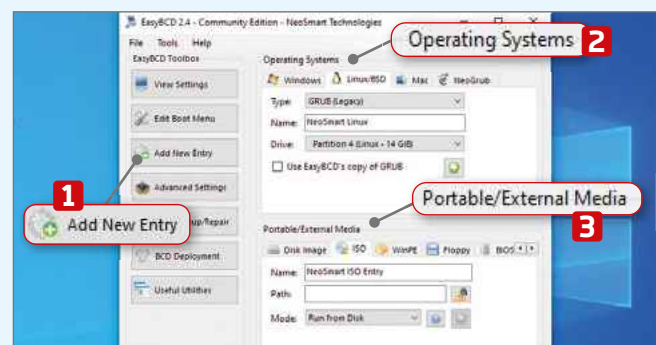 EasyBCD 2.4 - Community Edition - NeoSmart Technologies
File Tools Help
EasyBCD Toolbox
View Settings
Edit Boot Menu
Add New Entry
Advanced Settings
up/Repair
BCD Deployment
Useful Utilities
1
Add New Entry
Operating Systems
Operating Systems 2
Windows Linux/BSD Mac NeoGrub
Type: GRUB (Legacy)
Name: NeoSmart Linux
Drive: Partition 4 (Linux - 14 GiB)
Use EasyBCD's copy of GRUB
Portable/External Media
3
Portable/External Media
Disk Image ISO WinPE Floppy BIOS
Name: NeoSmart ISO Entry
Path:
Mode: Run from Disk